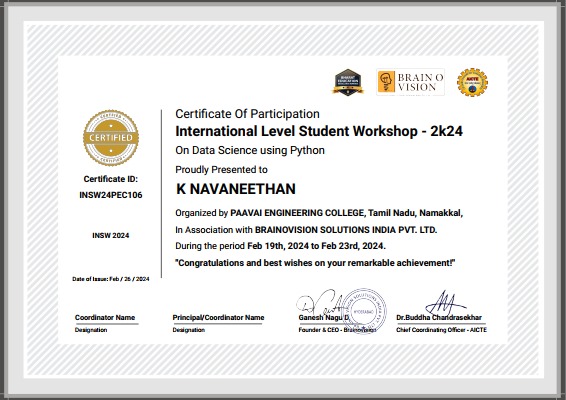 BRAIN O
VISION
AICTE
Certificate Of Participation
International Level Student Workshop - 2k24
On Data Science using Python
Proudly Presented to
K NAVANEETHAN
CERTIFIED
CERTIFIED
CERTIFIED
Certificate ID:
INSW24PEC106
INSW 2024
Date of Issue: Feb / 26 / 2024
Organized by PAAVAI ENGINEERING COLLEGE, Tamil Nadu, Namakkal,
In Association with BRAINOVISION SOLUTIONS INDIA PVT. LTD.
During the period Feb 19th, 2024 to Feb 23rd, 2024.
"Congratulations and best wishes on your remarkable achievement!"
Coordinator Name
Designation
Principal/Coordinator Name
Designation
HYDERABAD
Ganesh Nagu D
Founder & CEO - Brainovision
Dr.Buddha Chandrasekhar
Chief Coordinating Officer - AICTE